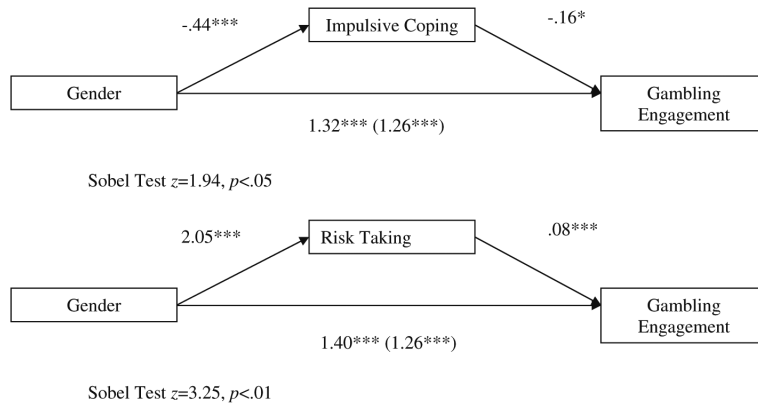 -.44***
Impulsive Coping
-.16*
Gender
Gambling
Engagement
1.32*** (1.26***)
Sobel Test z=1.94, p<.05
2.05***
Risk Taking
.08***
Gender
Gambling
Engagement
1.40*** (1.26***)
Sobel Test z=3.25, p<.01